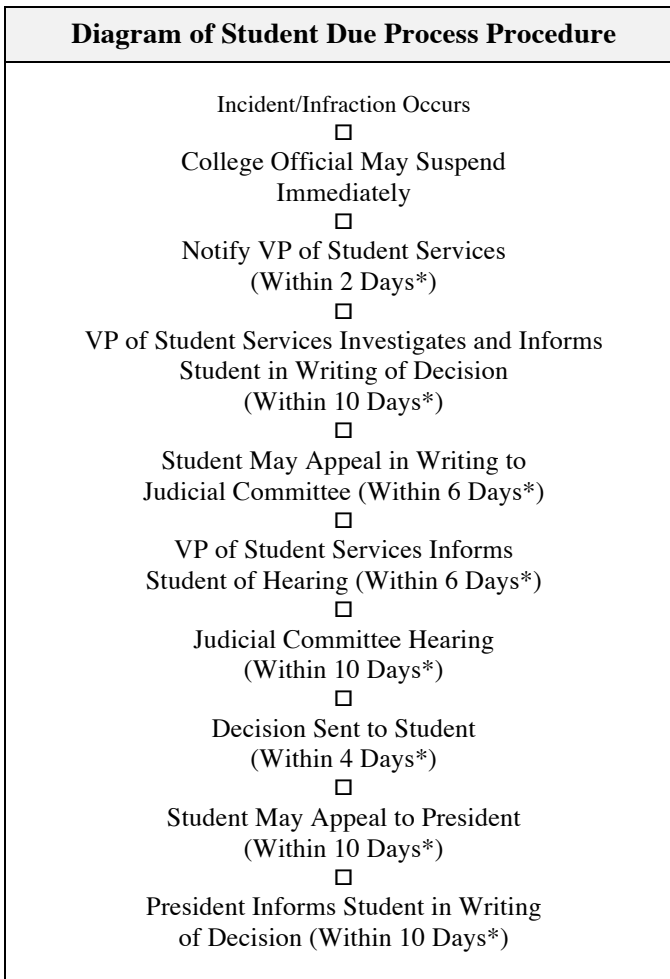 Diagram of Student Due Process Procedure
Incident/Infraction Occurs
□
College Official May Suspend
Immediately
□
Notify VP of Student Services
(Within 2 Days*)
□
VP of Student Services Investigates and Informs
Student in Writing of Decision
(Within 10 Days*)
□
Student May Appeal in Writing to
Judicial Committee (Within 6 Days*)
□
VP of Student Services Informs
Student of Hearing (Within 6 Days*)
□
Judicial Committee Hearing
(Within 10 Days*)
□
Decision Sent to Student
(Within 4 Days*)
□
Student May Appeal to President
(Within 10 Days*)
□
President Informs Student in Writing
of Decision (Within 10 Days*)